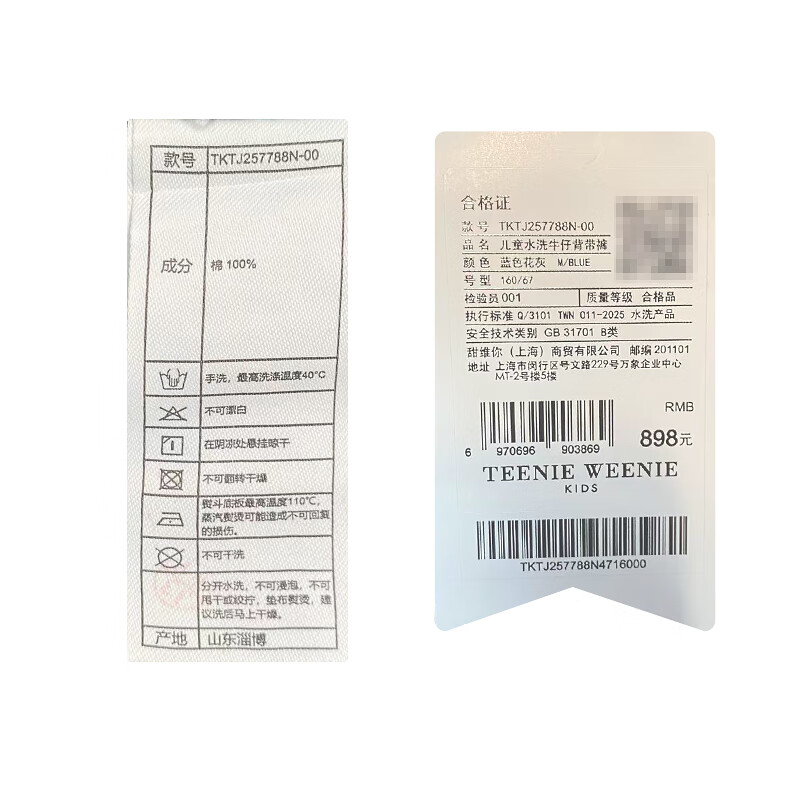 款号 TKTJ257788N-00
成分 棉 100%
手洗，最高洗涤温度40°C
不可漂白
在阴凉处悬挂晾干
不可翻转干燥
熨斗底板最高温度110℃，
蒸汽熨烫可能造成不可回复
的损伤。
不可干洗
分开水洗，不可浸泡，不可
甩干或绞拧，垫布熨烫，建
议洗后马上干燥。
产地 山东淄博
合格证
款号 TKTJ257788N-00
品名 儿童水洗牛仔背带裤
颜色 蓝色花灰 M/BLUE
号型 160/67
检验员001 质量等级 合格品
执行标准 Q/3101 TWN 011-2025 水洗产品
安全技术类别 GB 31701 B类
甜维你（上海）商贸有限公司 邮编 201101
地址 上海市闵行区号文路229号万象企业中心
MT-2号楼5楼
RMB
898元
6 970696 903869
TEENIE WEENIE
KIDS
TKTJ257788N4716000